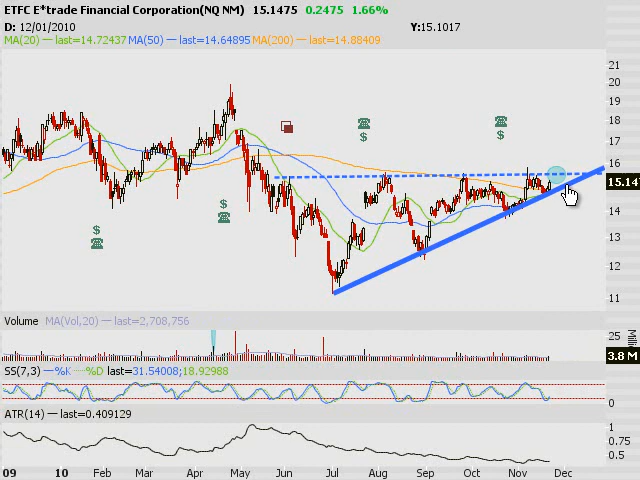 ETFC E*trade Financial Corporation(NQ NM) 15.1475 0.2475 1.66%
D: 12/01/2010 Y:15.1017
MA(20) — last=14.72437 MA(50) — last=14.64895 MA(200) — last=14.88409
21
20
19
18
17
16
15.147
14
13
12
11
$
$
$
$
Volume MA(Vol,20) — last=2,708,756
25
3.8 M
SS(7,3) —%K %D last=31.54008;18.92988
0
ATR(14) — last=0.409129
1
0.75
0.5
09 10 Feb Mar Apr May Jun Jul Aug Sep Oct Nov Dec